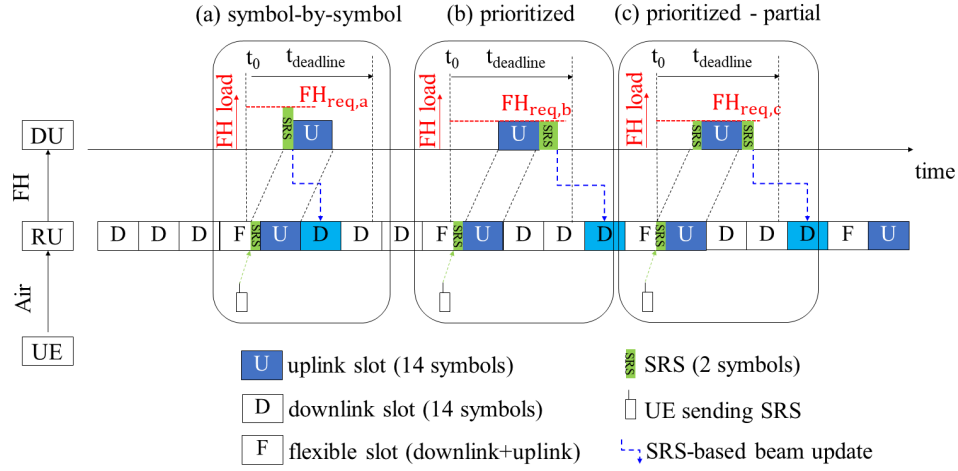 (a) symbol-by-symbol (b) prioritized (c) prioritized - partial
t0 tdeadline t0 tdeadline t0 tdeadline
FH load FHreq,a FH load FHreq,b FH load FHreq,c
DU SRS U U SRS SRS U SRS
time
FH
RU D D D F SRS U D D D F SRS U D D D F SRS U D D D F U
Air
UE
U uplink slot (14 symbols) SRS SRS (2 symbols)
D downlink slot (14 symbols) UE sending SRS
F flexible slot (downlink+uplink) SRS-based beam update